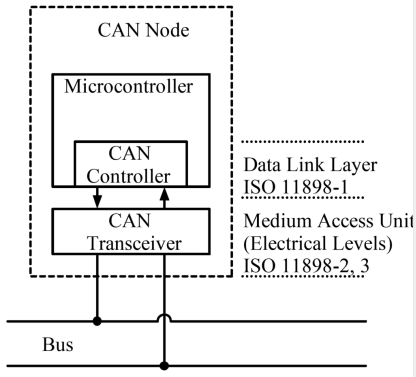 CAN Node
Microcontroller
CAN
Controller
Data Link Layer
ISO 11898-1
CAN
Transceiver
Medium Access Unit
(Electrical Levels)
ISO 11898-2, 3
Bus